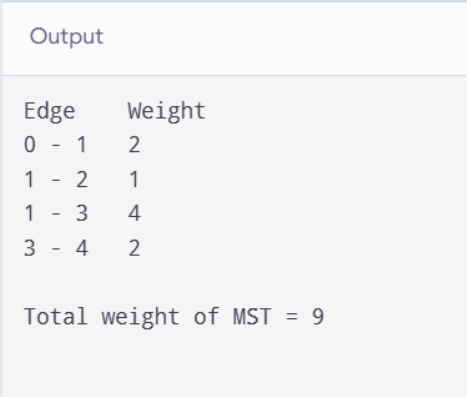 Output
Edge    Weight
0 - 1   2
1 - 2   1
1 - 3   4
3 - 4   2
Total weight of MST = 9